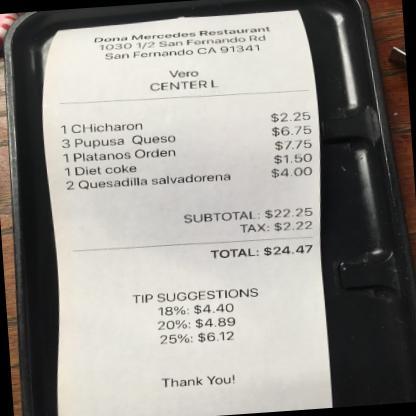 Dona Mercedes Restaurant
1030 1/2 San Fernando Rd
San Fernando CA 91341
Vero
CENTER L
1 CHicharon $2.25
3 Pupusa Queso $6.75
1 Platanos Orden $7.75
1 Diet coke $1.50
2 Quesadilla salvadorena $4.00
SUBTOTAL: $22.25
TAX: $2.22
TOTAL: $24.47
TIP SUGGESTIONS
18%: $4.40
20%: $4.89
25%: $6.12
Thank You!